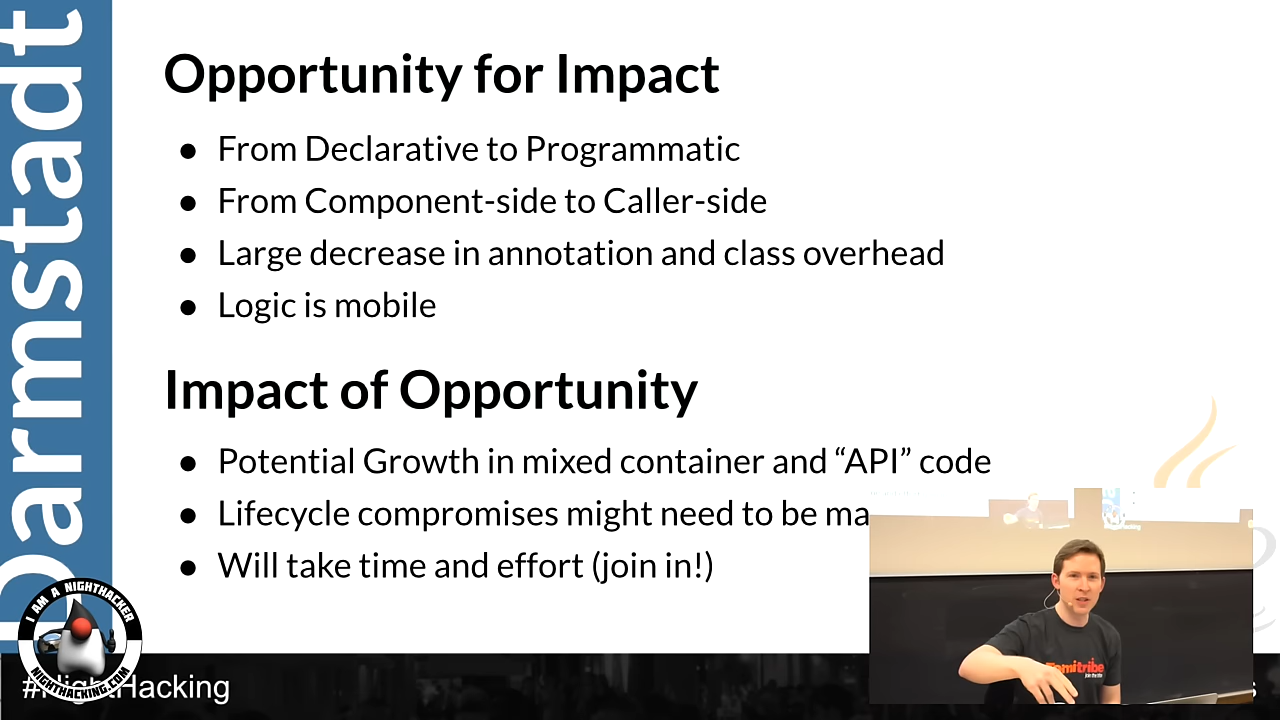 Darmstadt
Opportunity for Impact
● From Declarative to Programmatic
● From Component-side to Caller-side
● Large decrease in annotation and class overhead
● Logic is mobile
Impact of Opportunity
● Potential Growth in mixed container and “API” code
● Lifecycle compromises might need to be ma
● Will take time and effort (join in!)
I AM A NIGHTHACKER
NIGHTHACKING.COM
#NightHacking
Tomitribe